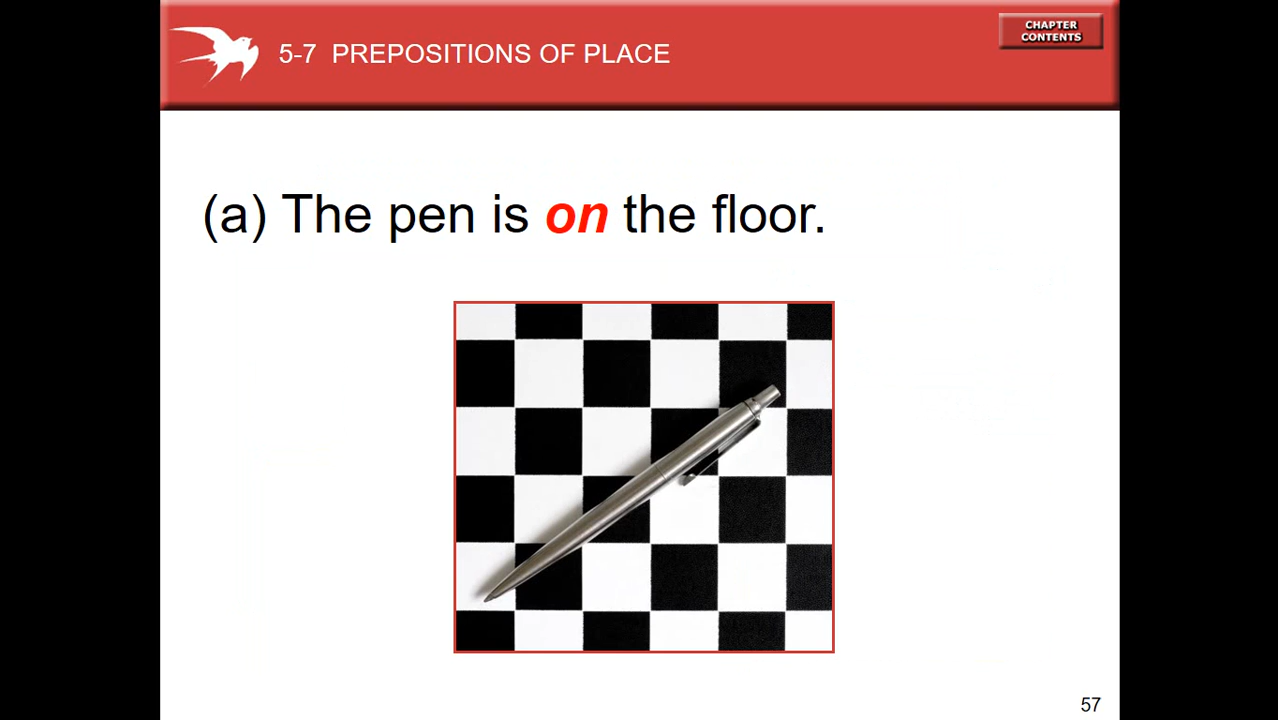 CHAPTER
CONTENTS
5-7 PREPOSITIONS OF PLACE
(a) The pen is on the floor.
57